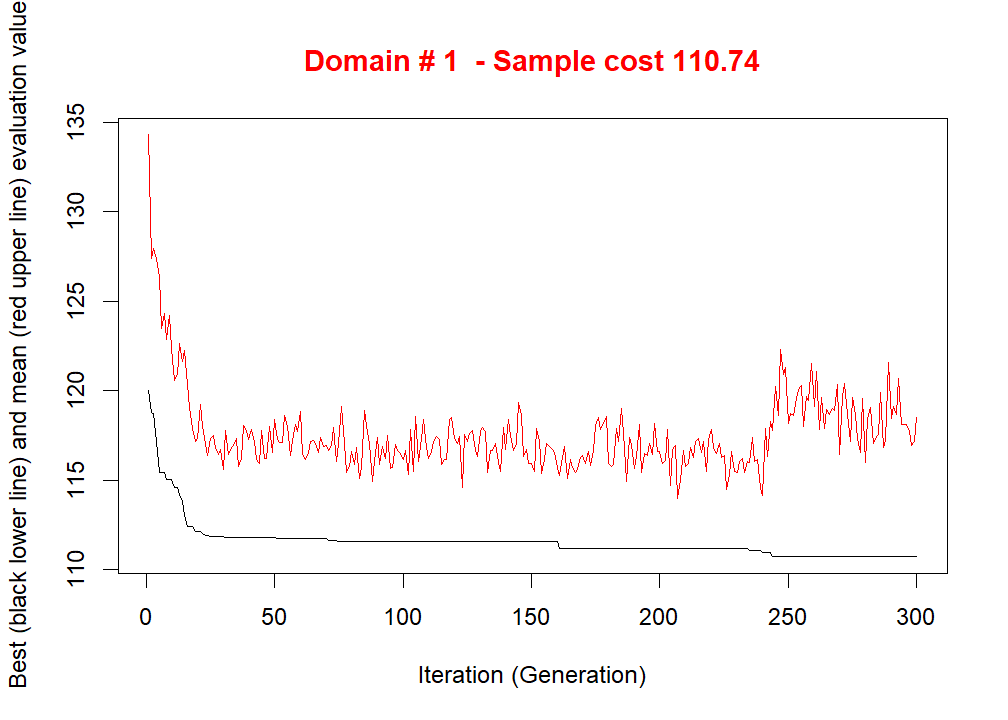 Domain # 1  - Sample cost 110.74
Best (black lower line) and mean (red upper line) evaluation value
135
130
125
120
115
110
0 50 100 150 200 250 300
Iteration (Generation)